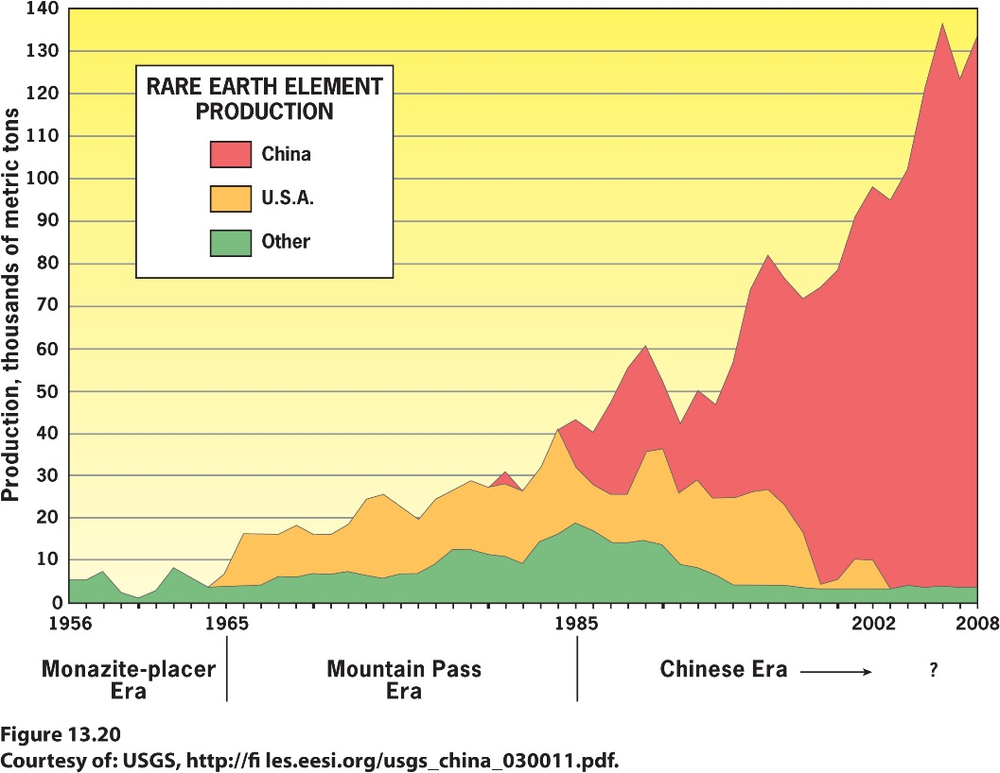 140
130
120
110
100
90
80
70
60
50
40
30
20
10
0
Production, thousands of metric tons
RARE EARTH ELEMENT
PRODUCTION
China
U.S.A.
Other
1956 1965 1985 2002 2008
Monazite-placer
Era
Mountain Pass
Era
Chinese Era
?
Figure 13.20
Courtesy of: USGS, http://fi les.eesi.org/usgs_china_030011.pdf.